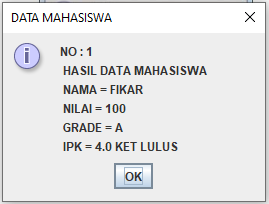 DATA MAHASISWA
NO : 1
HASIL DATA MAHASISWA
NAMA = FIKAR
NILAI = 100
GRADE = A
IPK = 4.0 KET LULUS
OK